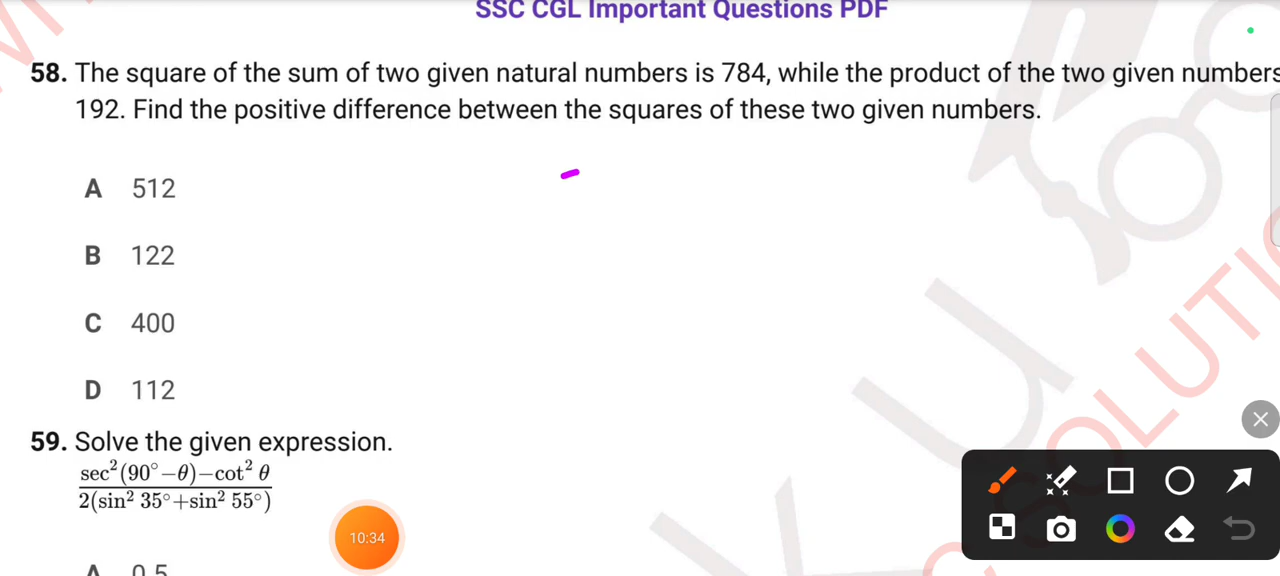 SSC CGL Important Questions PDF
58. The square of the sum of two given natural numbers is 784, while the product of the two given numbers
192. Find the positive difference between the squares of these two given numbers.
A 512
B 122
C 400
D 112
59. Solve the given expression.
sec²(90°−θ)−cot² θ
2(sin² 35°+sin² 55°)
10:34
A 0.5
SOLUTIO